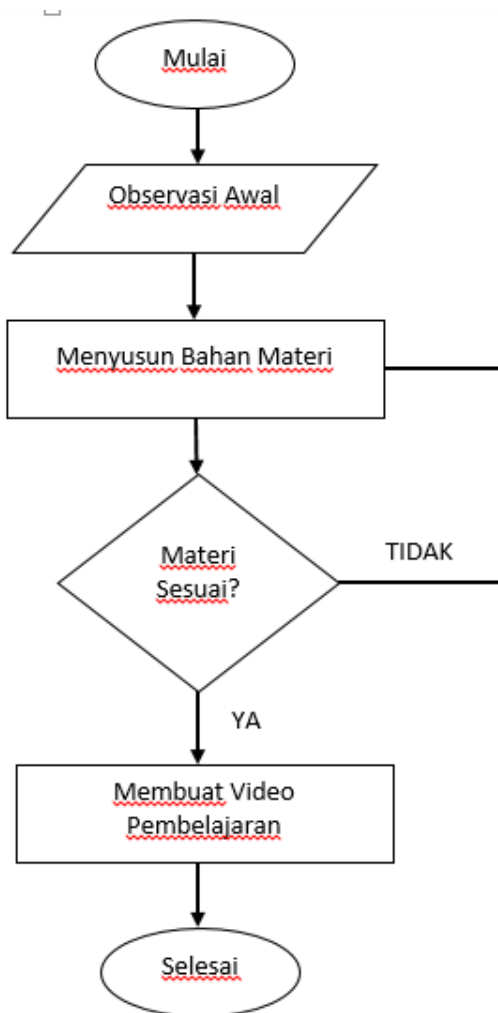 Mulai
Observasi Awal
Menyusun Bahan Materi
Materi
Sesuai?
TIDAK
YA
Membuat Video
Pembelajaran
Selesai